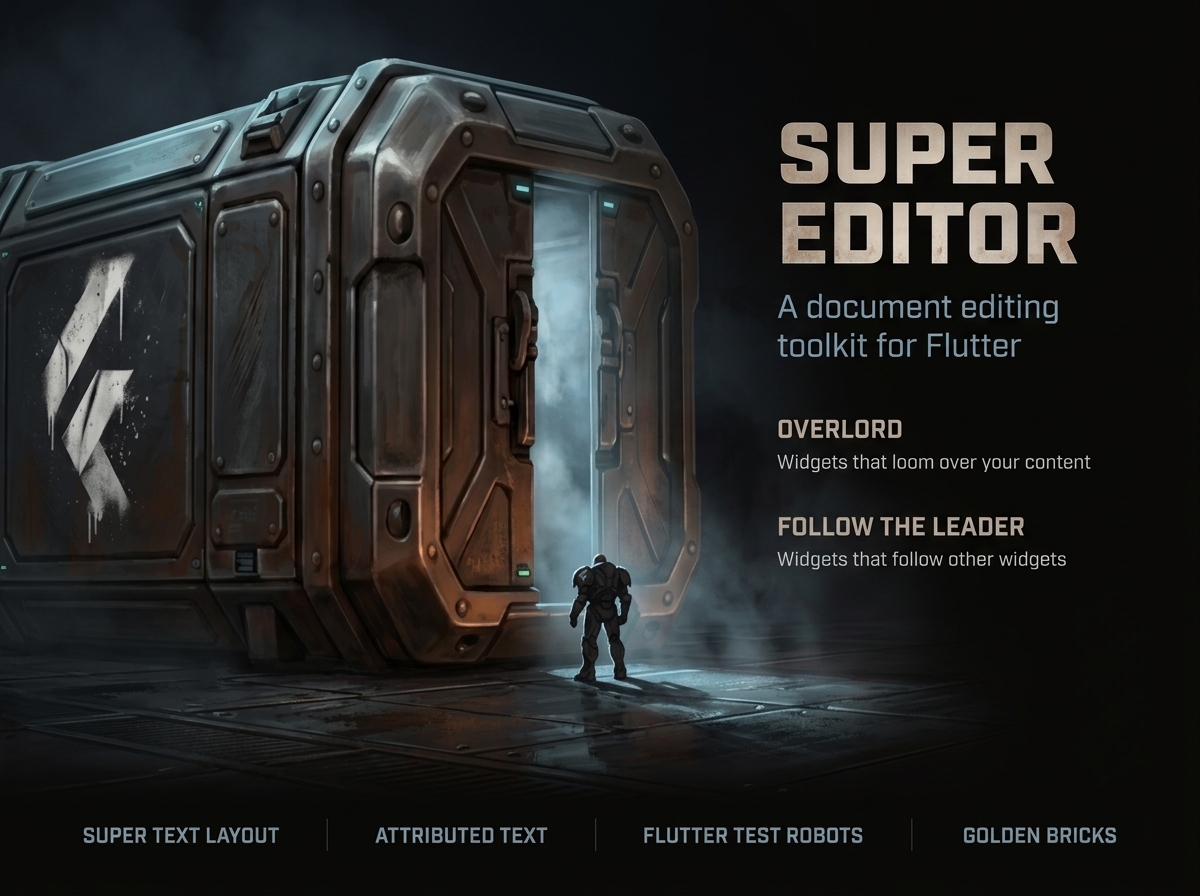 SUPER
EDITOR
A document editing
toolkit for Flutter
OVERLORD
Widgets that loom over your content
FOLLOW THE LEADER
Widgets that follow other widgets
SUPER TEXT LAYOUT
ATTRIBUTED TEXT
FLUTTER TEST ROBOTS
GOLDEN BRICKS